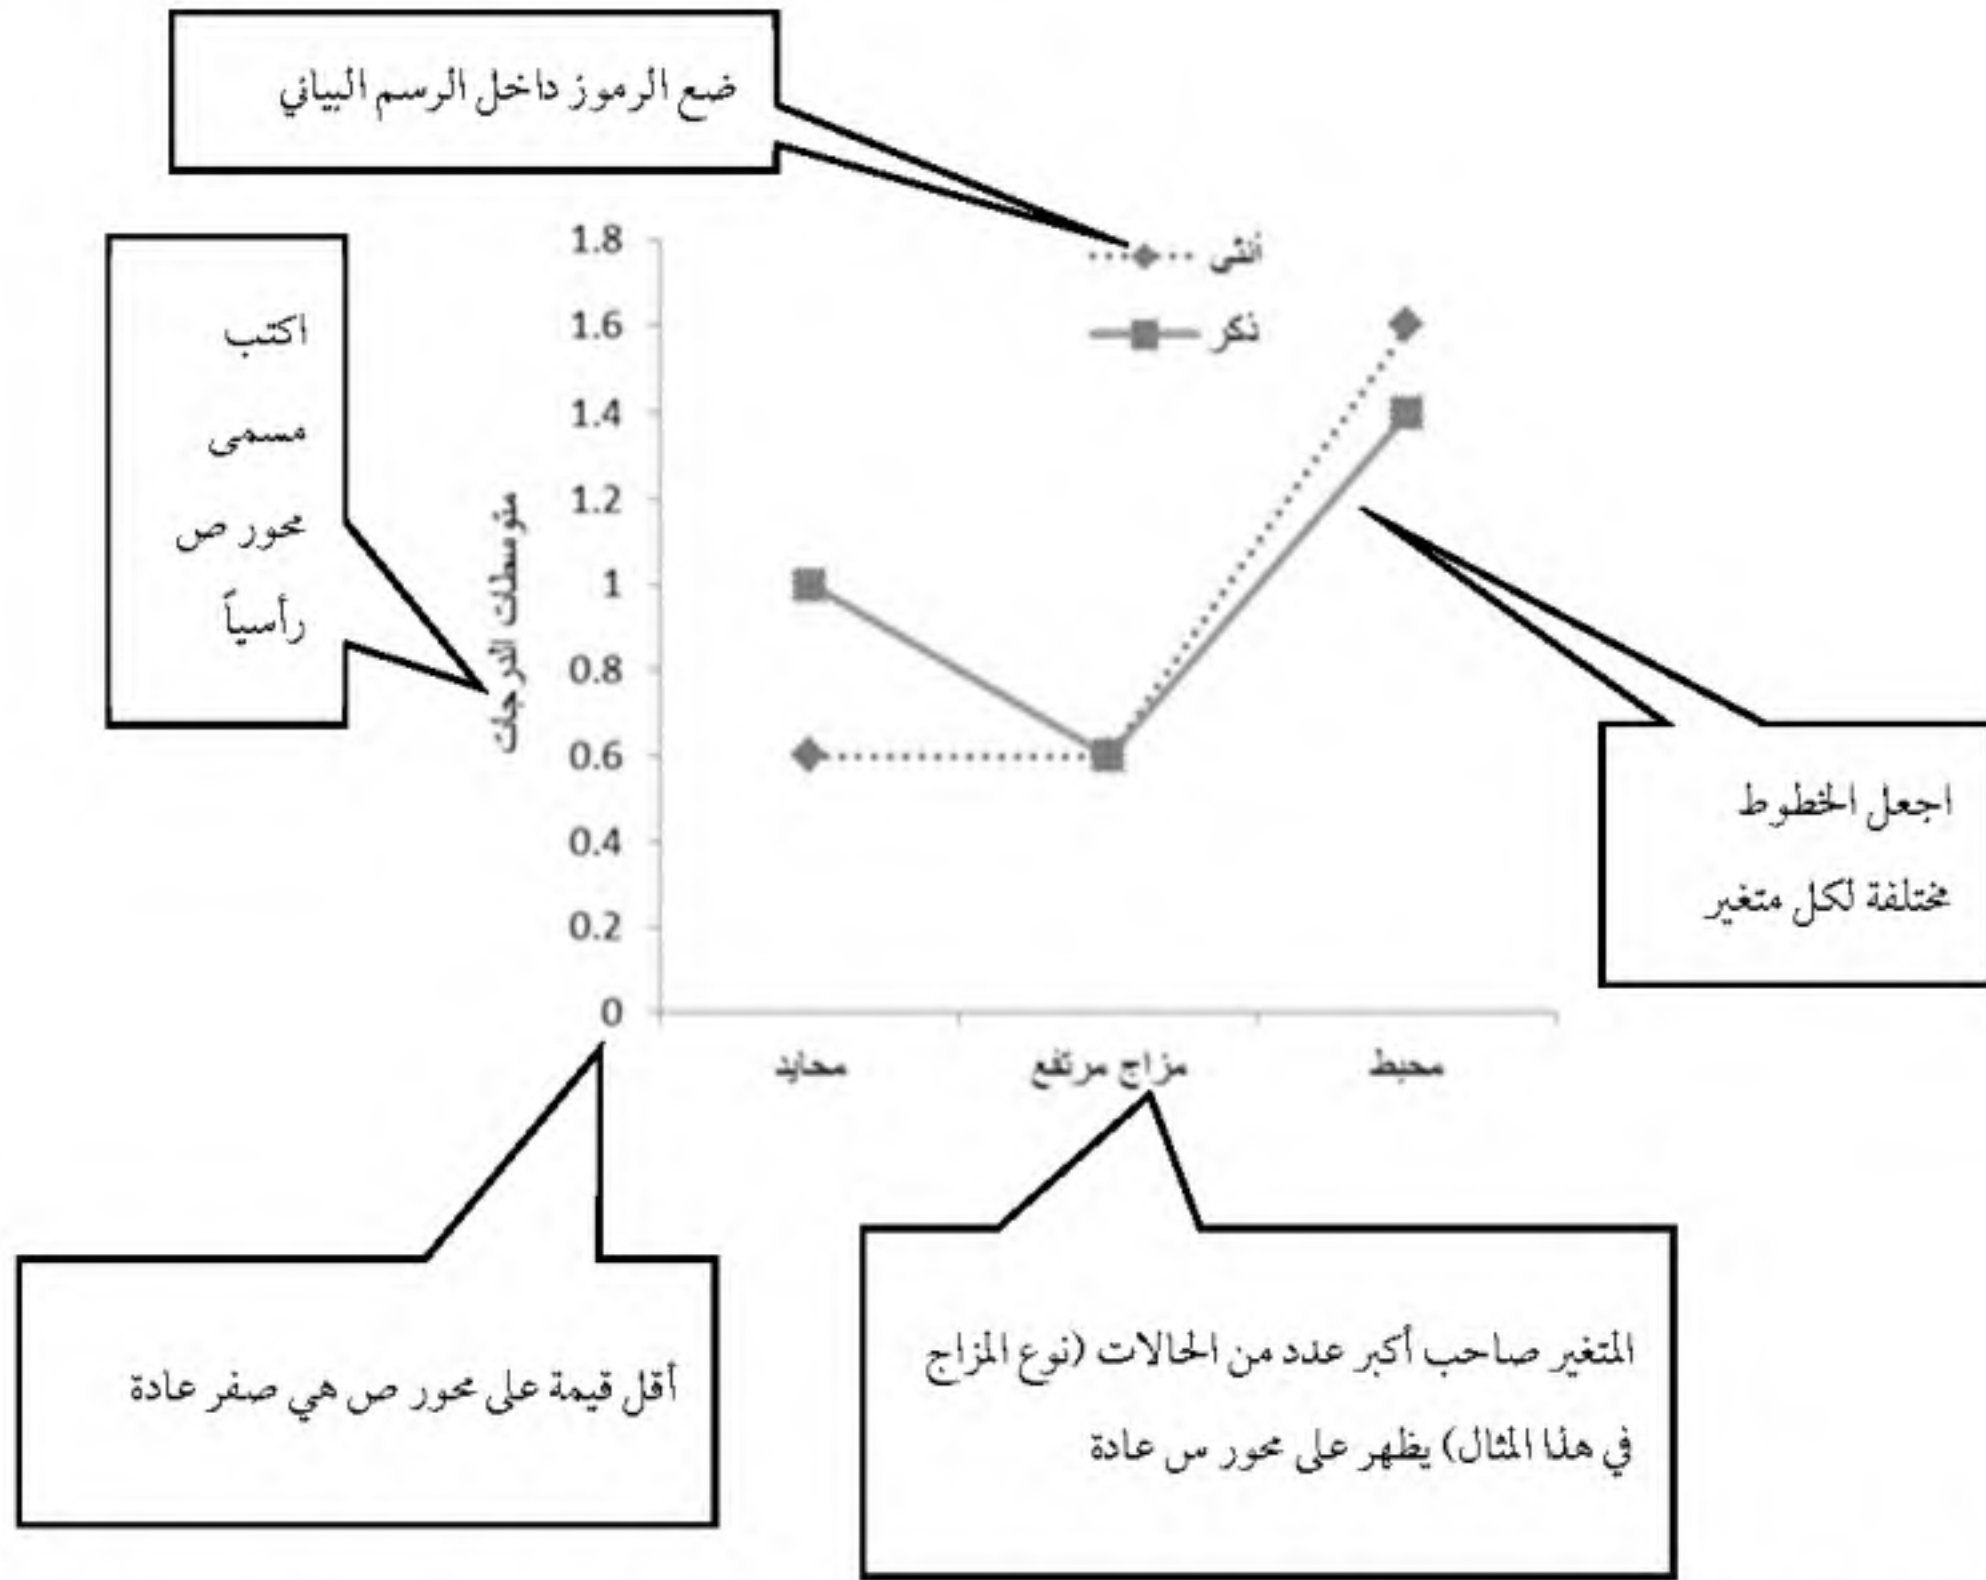 ضع الرموز داخل الرسم البياني
اكتب
مسمى
محور ص
رأسياً
متوسطات الدرجات
1.8
1.6
1.4
1.2
1
0.8
0.6
0.4
0.2
0
أنثى
ذكر
محايد
مزاج مرتفع
محبط
اجعل الخطوط
مختلفة لكل متغير
أقل قيمة على محور ص هي صفر عادة
المتغير صاحب أكبر عدد من الحالات (نوع المزاج
في هذا المثال) يظهر على محور س عادة